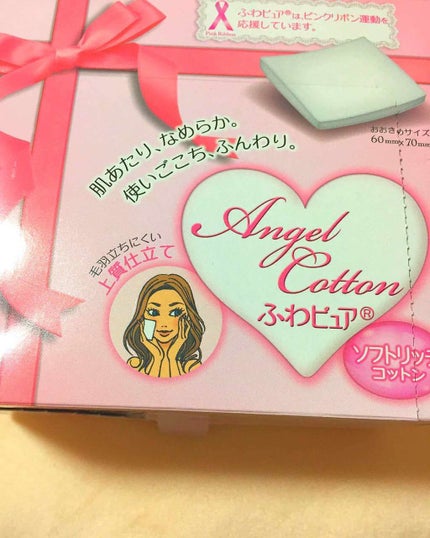 ふわピュア®は、ピンクリボン運動を
応援しています。
Pink Ribbon
おおきめサイズ
60mm×70mm
肌あたり、なめらか。
使いごこち、ふんわり。
毛羽立ちにくい
上質仕立て
Angel
Cotton
ふわピュア®
ソフトリッチ
コットン